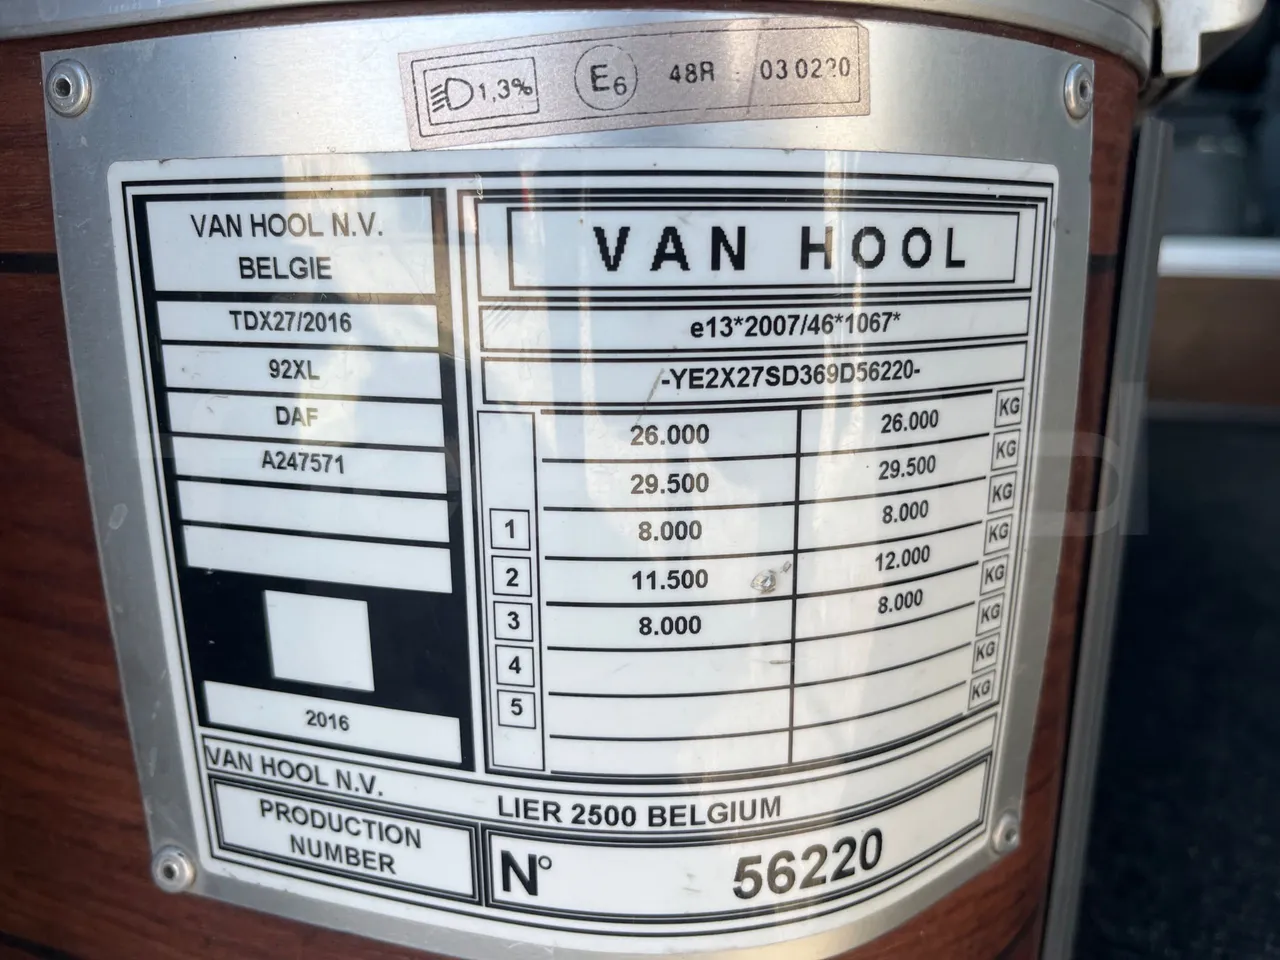 1,3% E6 48R - 03 0220
VAN HOOL N.V.
BELGIE
TDX27/2016
92XL
DAF
A247571
2016
VAN HOOL
e13*2007/46*1067*
-YE2X27SD369D56220-
26.000 26.000 KG
29.500 29.500 KG
1 8.000 8.000 KG
2 11.500 12.000 KG
3 8.000 8.000 KG
4 KG
5 KG
KG
VAN HOOL N.V. LIER 2500 BELGIUM
PRODUCTION
NUMBER
N° 56220